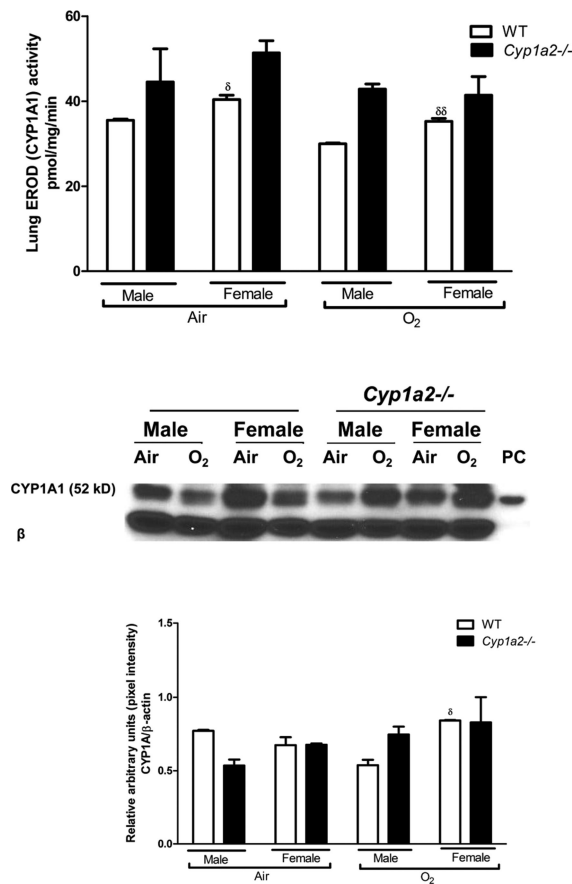 Lung EROD (CYP1A1) activity
pmol/mg/min
60
40
20
0
WT
Cyp1a2-/-
δ
δδ
Male
Female
Male
Female
Air
O2
Cyp1a2-/-
Male
Female
Male
Female
Air
O2
Air
O2
Air
O2
Air
O2
PC
CYP1A1 (52 kD)
β
Relative arbitrary units (pixel intensity)
CYP1A/β-actin
1.5
1.0
0.5
0.0
WT
Cyp1a2-/-
δ
Male
Female
Male
Female
Air
O2